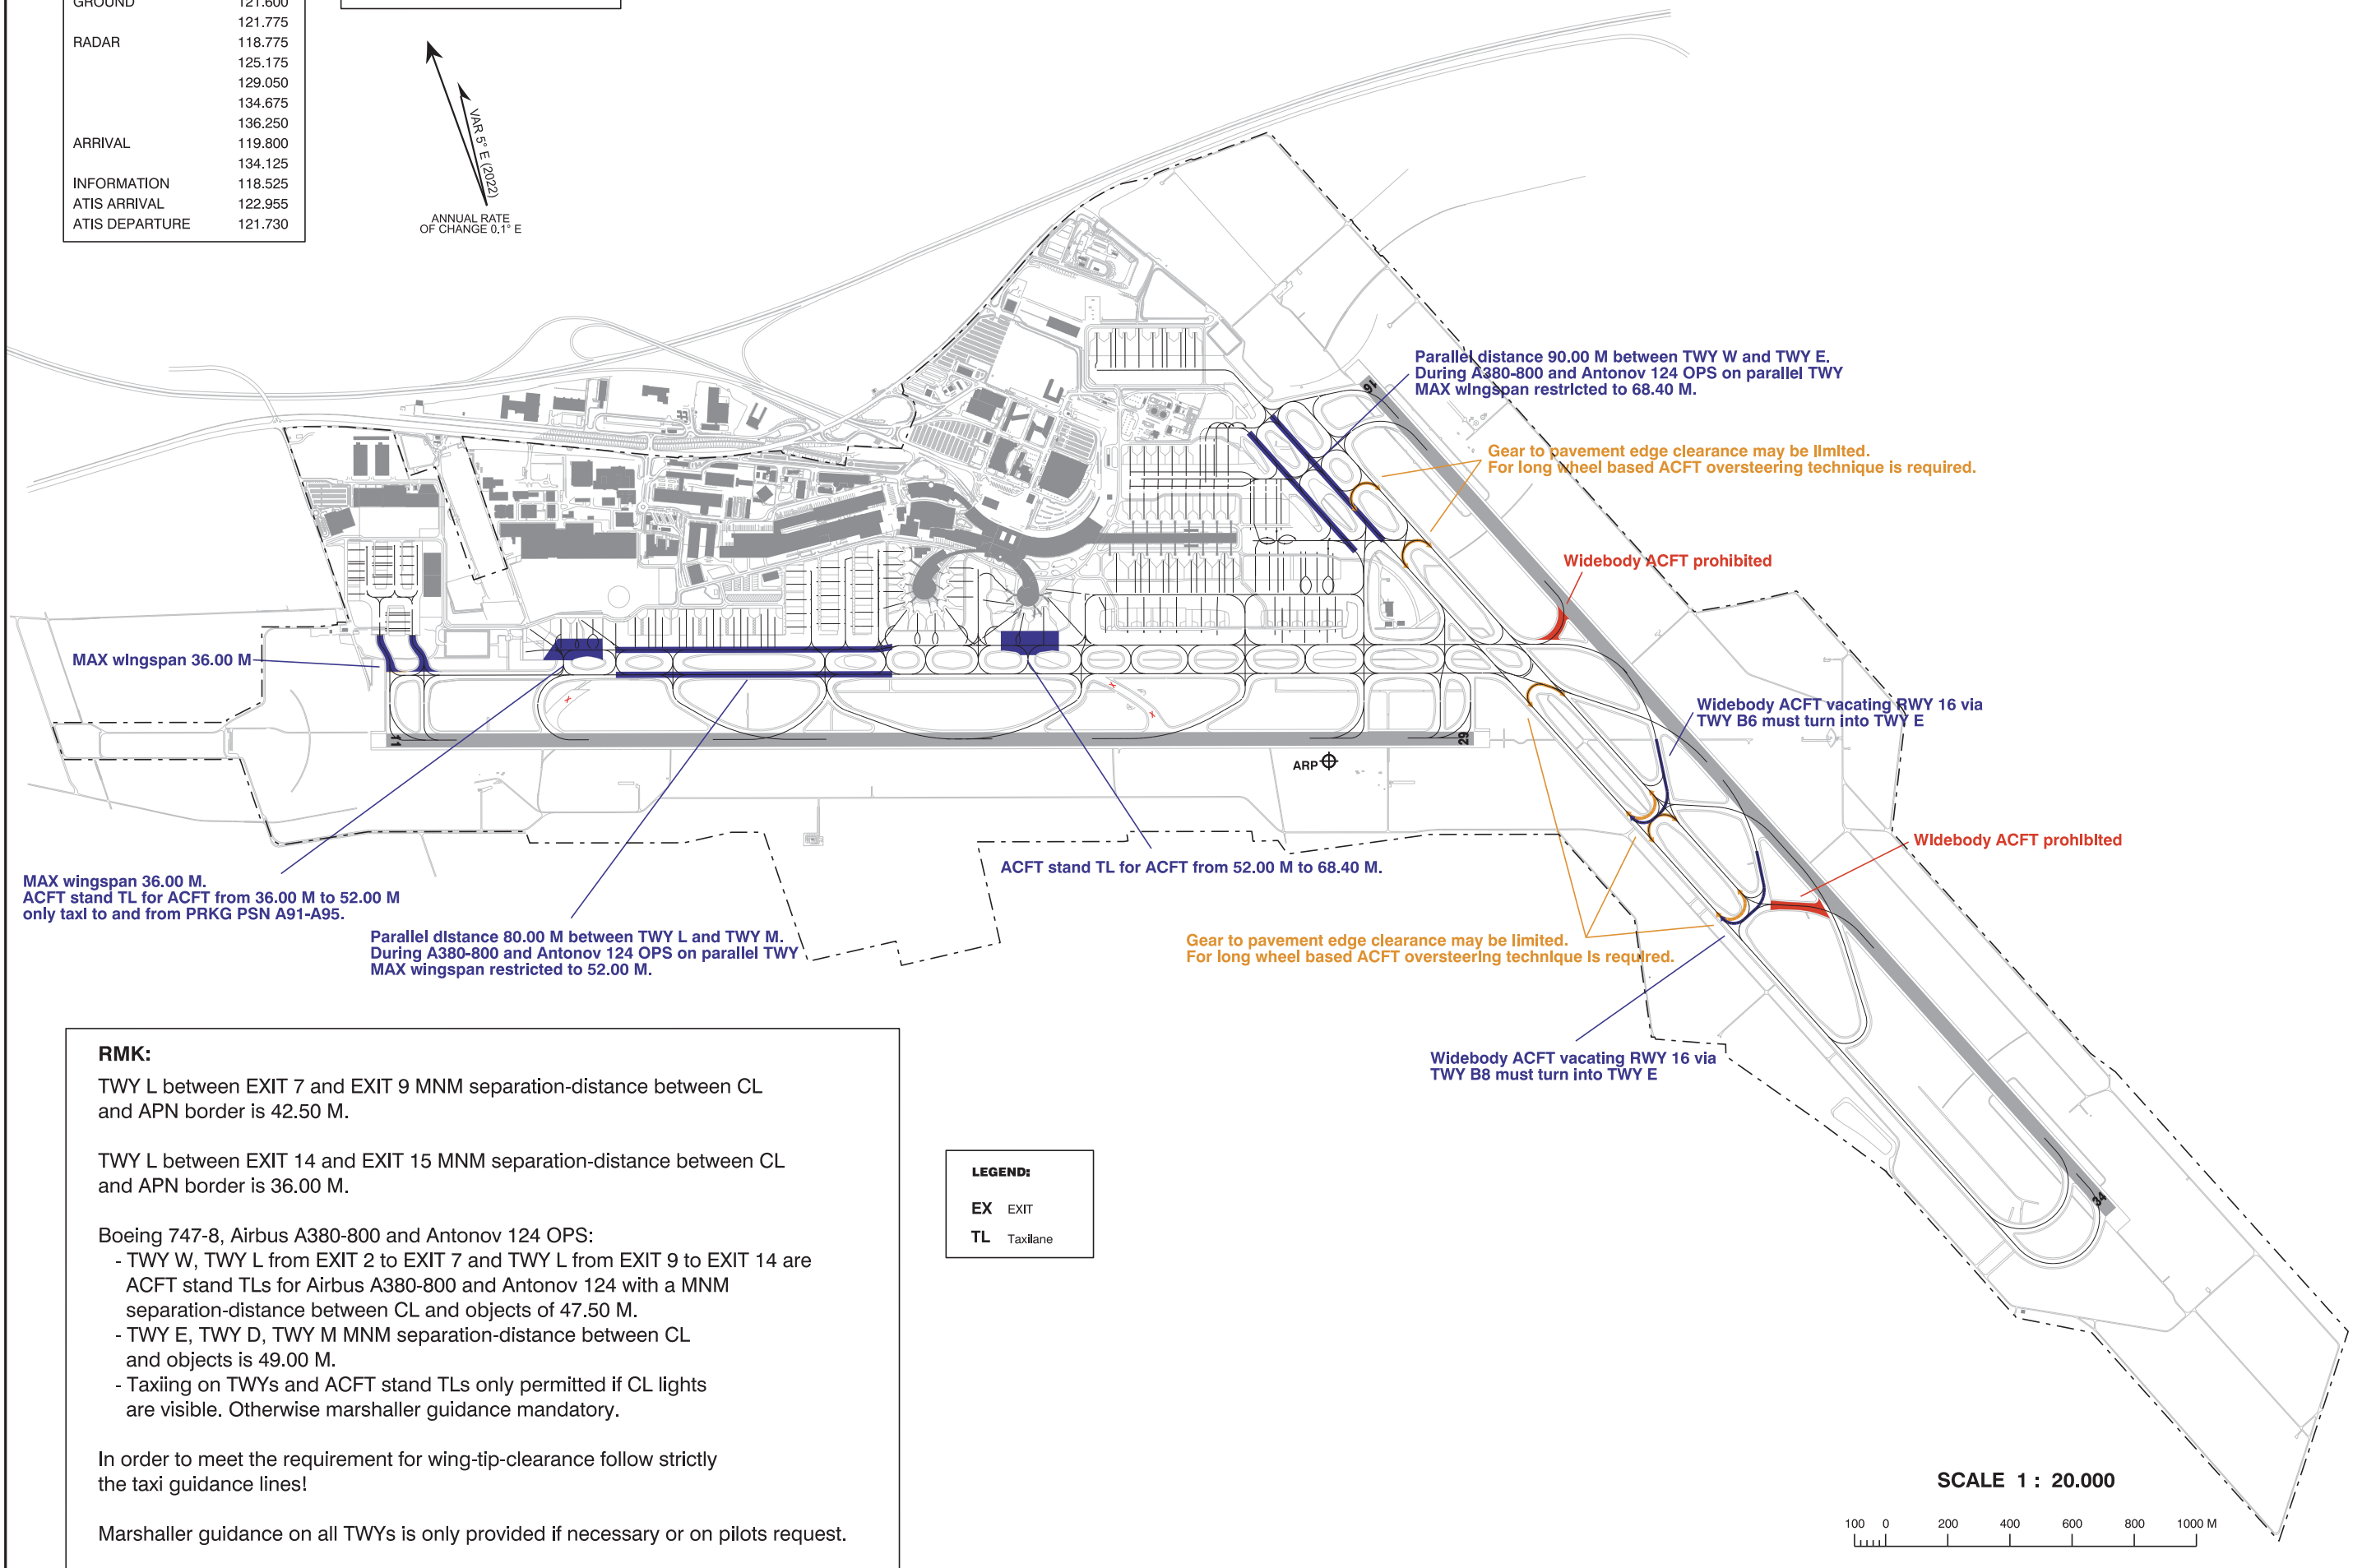 GROUND 121.600
121.775
RADAR 118.775
125.175
129.050
134.675
136.250
ARRIVAL 119.800
134.125
INFORMATION 118.525
ATIS ARRIVAL 122.955
ATIS DEPARTURE 121.730
VAR 5° E (2022)
ANNUAL RATE
OF CHANGE 0.1° E
Parallel distance 90.00 M between TWY W and TWY E.
During A380-800 and Antonov 124 OPS on parallel TWY
MAX wingspan restricted to 68.40 M.
16
Gear to pavement edge clearance may be limited.
For long wheel based ACFT oversteering technique is required.
Widebody ACFT prohibited
MAX wingspan 36.00 M
Widebody ACFT vacating RWY 16 via
TWY B6 must turn into TWY E
X
X
X
11
29
ARP
Widebody ACFT prohibited
ACFT stand TL for ACFT from 52.00 M to 68.40 M.
MAX wingspan 36.00 M.
ACFT stand TL for ACFT from 36.00 M to 52.00 M
only taxi to and from PRKG PSN A91-A95.
Parallel distance 80.00 M between TWY L and TWY M.
During A380-800 and Antonov 124 OPS on parallel TWY
MAX wingspan restricted to 52.00 M.
Gear to pavement edge clearance may be limited.
For long wheel based ACFT oversteering technique is required.
Widebody ACFT vacating RWY 16 via
TWY B8 must turn into TWY E
34
RMK:
TWY L between EXIT 7 and EXIT 9 MNM separation-distance between CL
and APN border is 42.50 M.
TWY L between EXIT 14 and EXIT 15 MNM separation-distance between CL
and APN border is 36.00 M.
Boeing 747-8, Airbus A380-800 and Antonov 124 OPS:
- TWY W, TWY L from EXIT 2 to EXIT 7 and TWY L from EXIT 9 to EXIT 14 are
ACFT stand TLs for Airbus A380-800 and Antonov 124 with a MNM
separation-distance between CL and objects of 47.50 M.
- TWY E, TWY D, TWY M MNM separation-distance between CL
and objects is 49.00 M.
- Taxiing on TWYs and ACFT stand TLs only permitted if CL lights
are visible. Otherwise marshaller guidance mandatory.
In order to meet the requirement for wing-tip-clearance follow strictly
the taxi guidance lines!
Marshaller guidance on all TWYs is only provided if necessary or on pilots request.
LEGEND:
EX EXIT
TL Taxilane
SCALE 1 : 20.000
100 0 200 400 600 800 1000 M